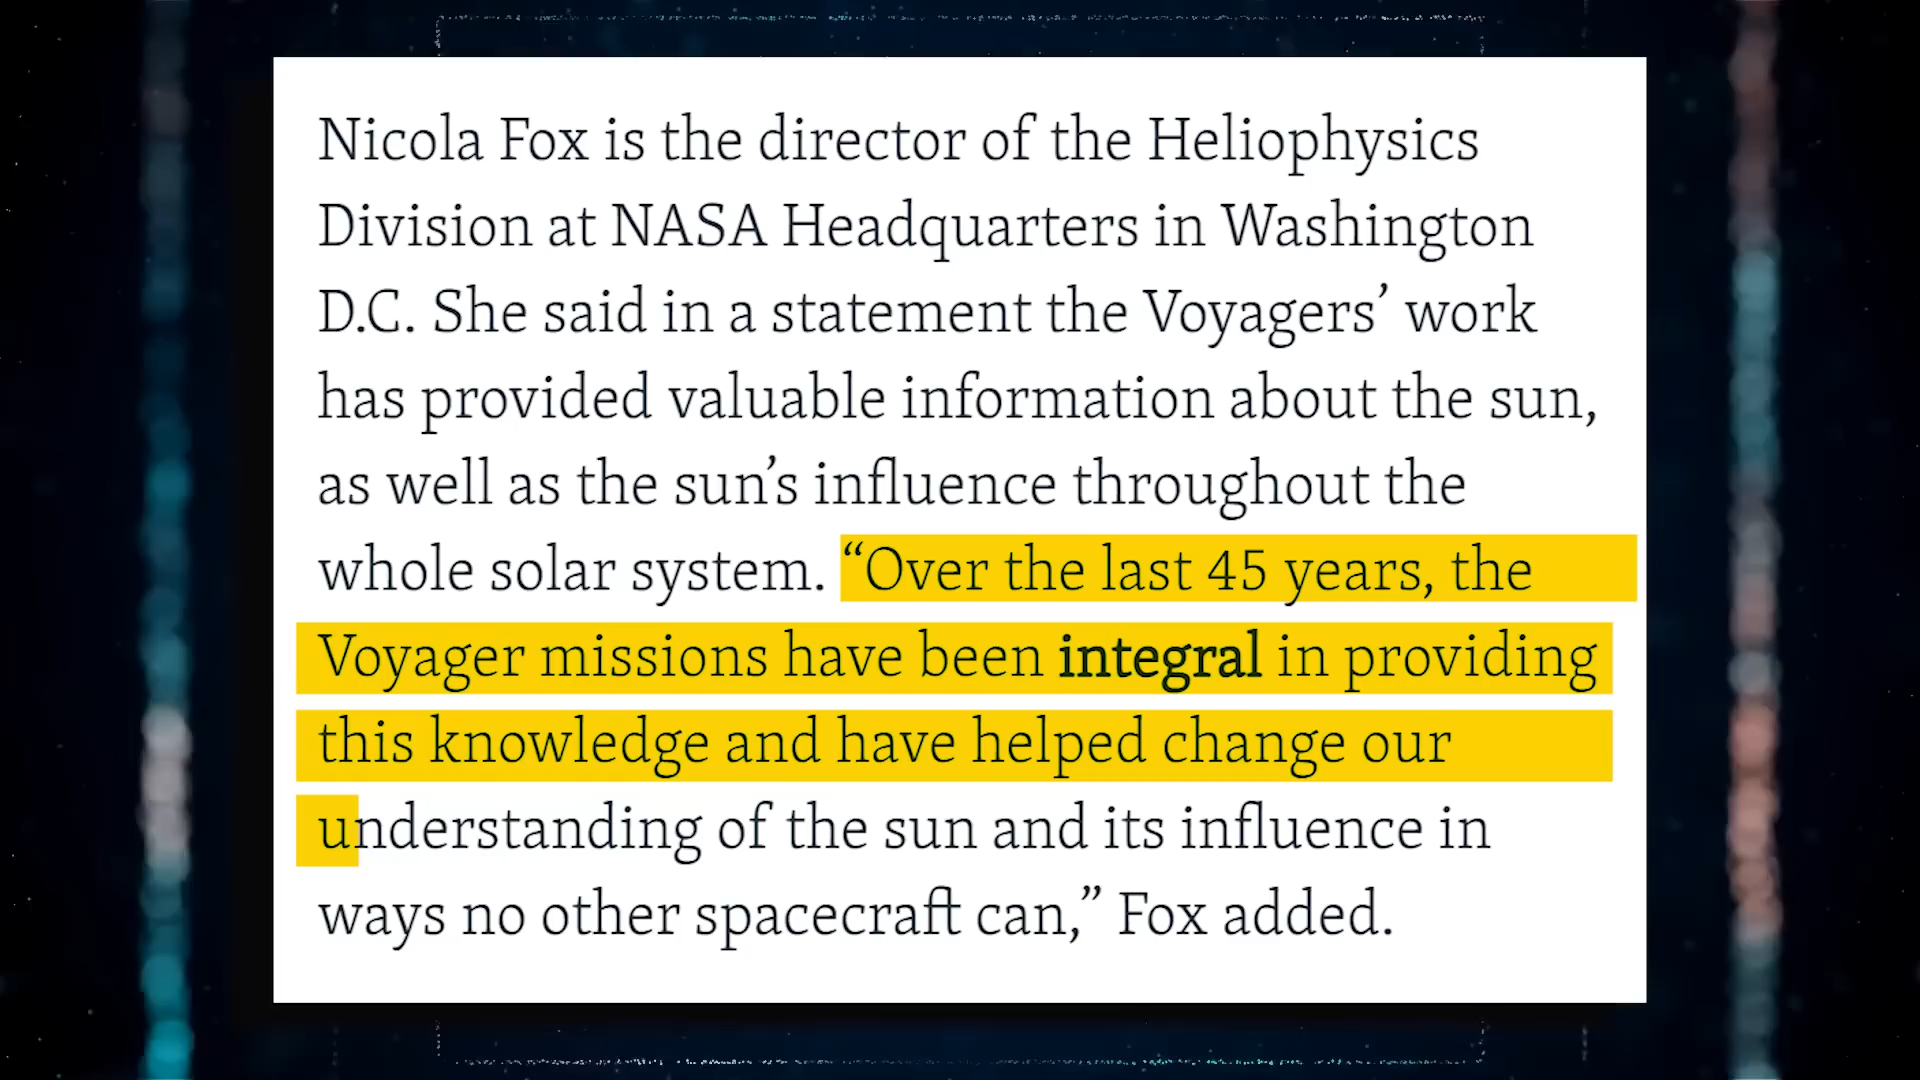 Nicola Fox is the director of the Heliophysics
Division at NASA Headquarters in Washington
D.C. She said in a statement the Voyagers’ work
has provided valuable information about the sun,
as well as the sun’s influence throughout the
whole solar system. “Over the last 45 years, the
Voyager missions have been integral in providing
this knowledge and have helped change our
understanding of the sun and its influence in
ways no other spacecraft can,” Fox added.